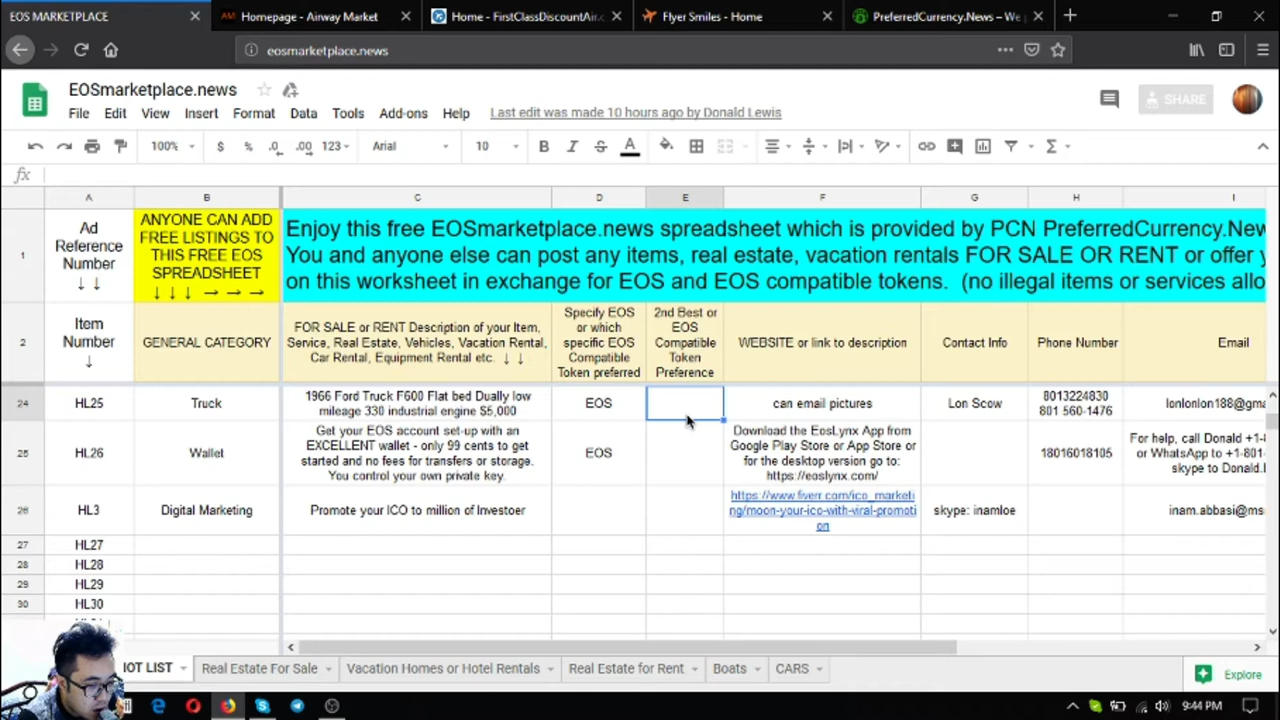 EOS MARKETPLACE
Homepage - Airway Market
Home - FirstClassDiscountAir.c
Flyer Smiles - Home
PreferredCurrency.News – We
eosmarketplace.news
EOSmarketplace.news
File Edit View Insert Format Data Tools Add-ons Help Last edit was made 10 hours ago by Donald Lewis
SHARE
100% $ % .0 .00 123 Arial 10 B I S A
fx
A B C D E F G H I
1
Ad
Reference
Number
↓ ↓
ANYONE CAN ADD
FREE LISTINGS TO
THIS FREE EOS
SPREADSHEET
↓ ↓ ↓ → → →
Enjoy this free EOSmarketplace.news spreadsheet which is provided by PCN PreferredCurrency.New
You and anyone else can post any items, real estate, vacation rentals FOR SALE OR RENT or offer y
on this worksheet in exchange for EOS and EOS compatible tokens. (no illegal items or services allo
2
Item
Number
↓
GENERAL CATEGORY
FOR SALE or RENT Description of your Item,
Service, Real Estate, Vehicles, Vacation Rental,
Car Rental, Equipment Rental etc. ↓ ↓
Specify EOS
or which
specific EOS
Compatible
Token preferred
2nd Best or
EOS
Compatible
Token
Preference
WEBSITE or link to description
Contact Info
Phone Number
Email
24
HL25
Truck
1966 Ford Truck F600 Flat bed Dually low
mileage 330 industrial engine $5,000
EOS
can email pictures
Lon Scow
8013224830
801 560-1476
lonlonlon188@gma
25
HL26
Wallet
Get your EOS account set-up with an
EXCELLENT wallet - only 99 cents to get
started and no fees for transfers or storage.
You control your own private key.
EOS
Download the EosLynx App from
Google Play Store or App Store or
for the desktop version go to:
https://eoslynx.com/
18016018105
For help, call Donald +1-8
or WhatsApp to +1-801-
skype to Donald.L
26
HL3
Digital Marketing
Promote your ICO to million of Investoer
https://www.fiverr.com/ico_marketi
ng/moon-your-ico-with-viral-promoti
on
skype: inamloe
inam.abbasi@ms
27 HL27
28 HL28
29 HL29
30 HL30
IOT LIST
Real Estate For Sale
Vacation Homes or Hotel Rentals
Real Estate for Rent
Boats
CARS
Explore
9:44 PM